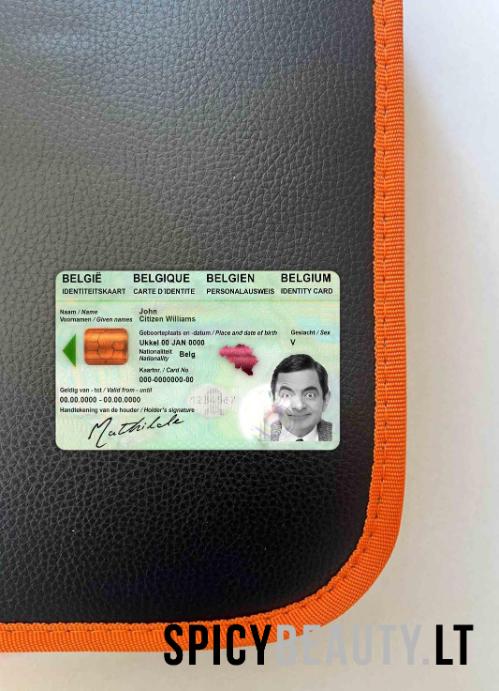 BELGIË BELGIQUE BELGIEN BELGIUM
IDENTITEITSKAART CARTE D'IDENTITE PERSONALAUSWEIS IDENTITY CARD
Naam / Name John
Voornamen / Given names Citizen Williams
Geboorteplaats en -datum / Place and date of birth Geslacht / Sex
Ukkel 00 JAN 0000 V
Nationaliteit Belg
Nationality
Kaartnr. / Card No
000-0000000-00
Geldig van - tot / Valid from - until
00.00.0000 - 00.00.0000
Handtekening van de houder / Holder's signature
Mathilde
SPICYBEAUTY.LT